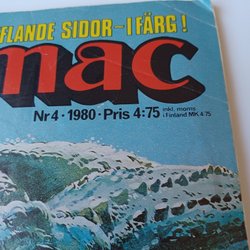 FLANDE SIDOR – I FÄRG!
mac
Nr 4 · 1980 · Pris 4:75
inkl. moms
i Finland MK 4.75